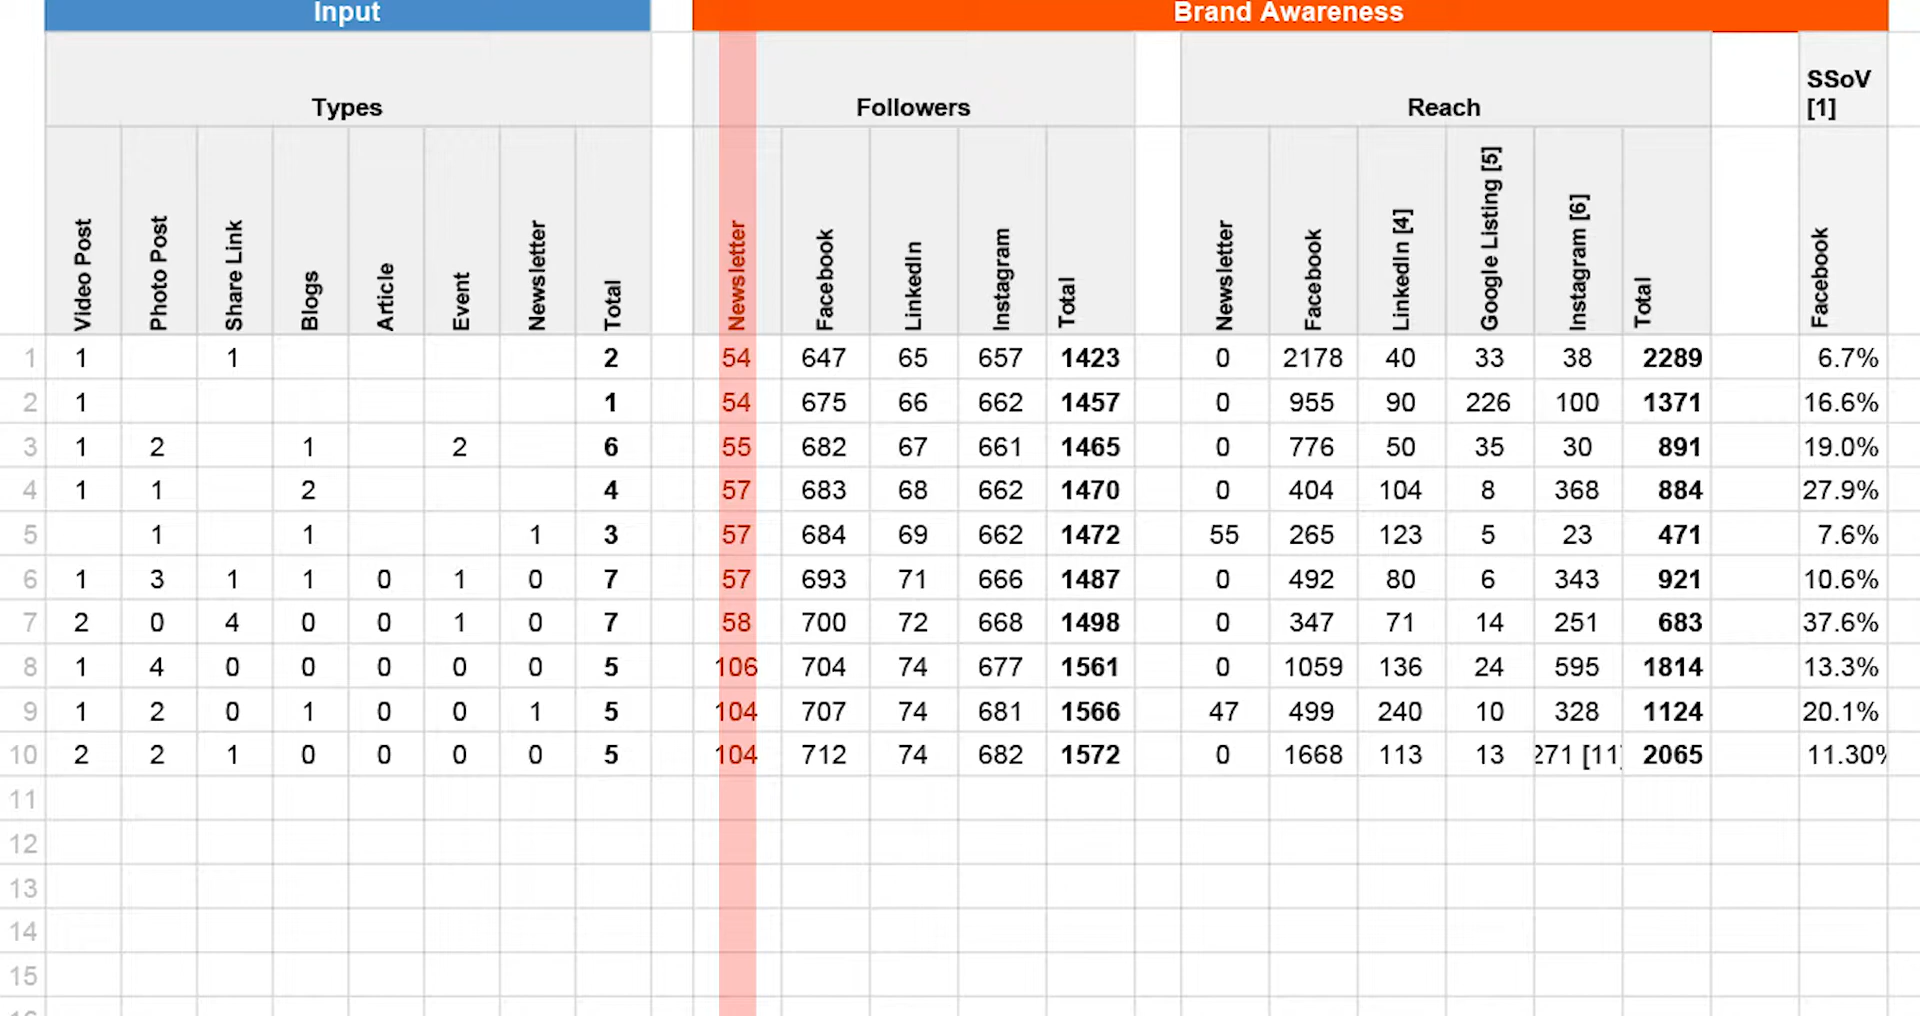 Input Brand Awareness
Types Followers Reach SSoV [1]
Video Post Photo Post Share Link Blogs Article Event Newsletter Total Newsletter Facebook LinkedIn Instagram Total Newsletter Facebook LinkedIn [4] Google Listing [5] Instagram [6] Total Facebook
1 1 1 2 54 647 65 657 1423 0 2178 40 33 38 2289 6.7%
2 1 1 54 675 66 662 1457 0 955 90 226 100 1371 16.6%
3 1 2 1 2 6 55 682 67 661 1465 0 776 50 35 30 891 19.0%
4 1 1 2 4 57 683 68 662 1470 0 404 104 8 368 884 27.9%
5 1 1 1 3 57 684 69 662 1472 55 265 123 5 23 471 7.6%
6 1 3 1 1 0 1 0 7 57 693 71 666 1487 0 492 80 6 343 921 10.6%
7 2 0 4 0 0 1 0 7 58 700 72 668 1498 0 347 71 14 251 683 37.6%
8 1 4 0 0 0 0 0 5 106 704 74 677 1561 0 1059 136 24 595 1814 13.3%
9 1 2 0 1 0 0 1 5 104 707 74 681 1566 47 499 240 10 328 1124 20.1%
10 2 2 1 0 0 0 0 5 104 712 74 682 1572 0 1668 113 13 271 [11] 2065 11.30%
11
12
13
14
15